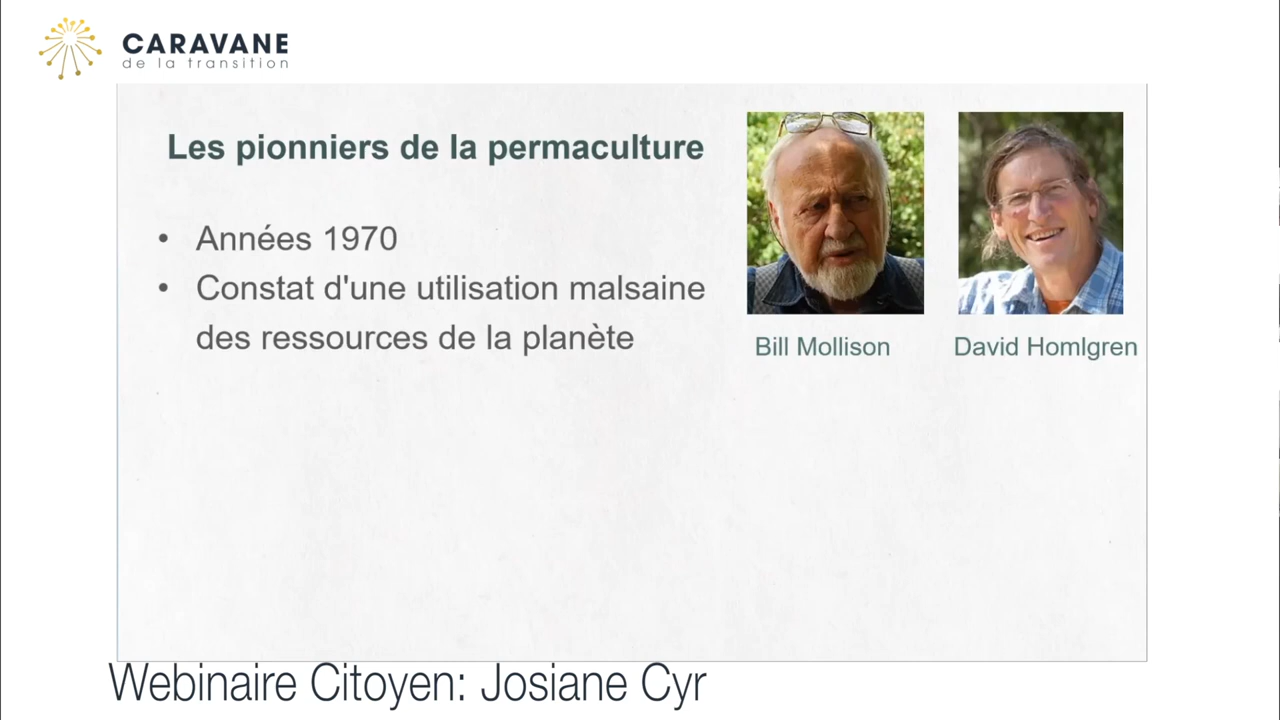 CARAVANE
de la transition
Les pionniers de la permaculture
• Années 1970
• Constat d'une utilisation malsaine
des ressources de la planète
Bill Mollison
David Homlgren
Webinaire Citoyen: Josiane Cyr